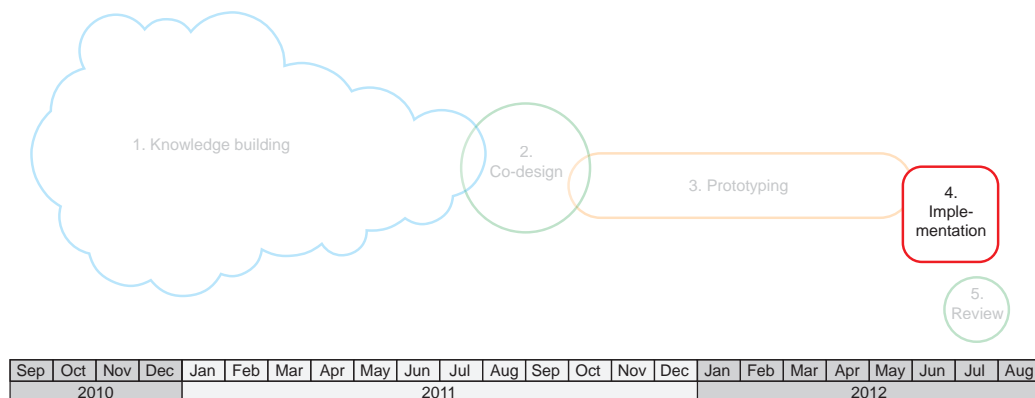 1. Knowledge building
2.
Co-design
3. Prototyping
4.
Imple-
mentation
5.
Review
Sep Oct Nov Dec Jan Feb Mar Apr May Jun Jul Aug Sep Oct Nov Dec Jan Feb Mar Apr May Jun Jul Aug
2010 2011 2012